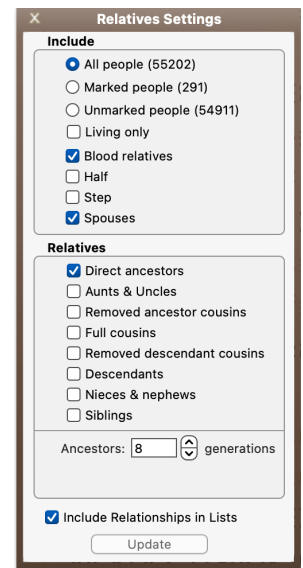 X Relatives Settings
Include
All people (55202)
Marked people (291)
Unmarked people (54911)
Living only
Blood relatives
Half
Step
Spouses
Relatives
Direct ancestors
Aunts & Uncles
Removed ancestor cousins
Full cousins
Removed descendant cousins
Descendants
Nieces & nephews
Siblings
Ancestors: 8 generations
Include Relationships in Lists
Update